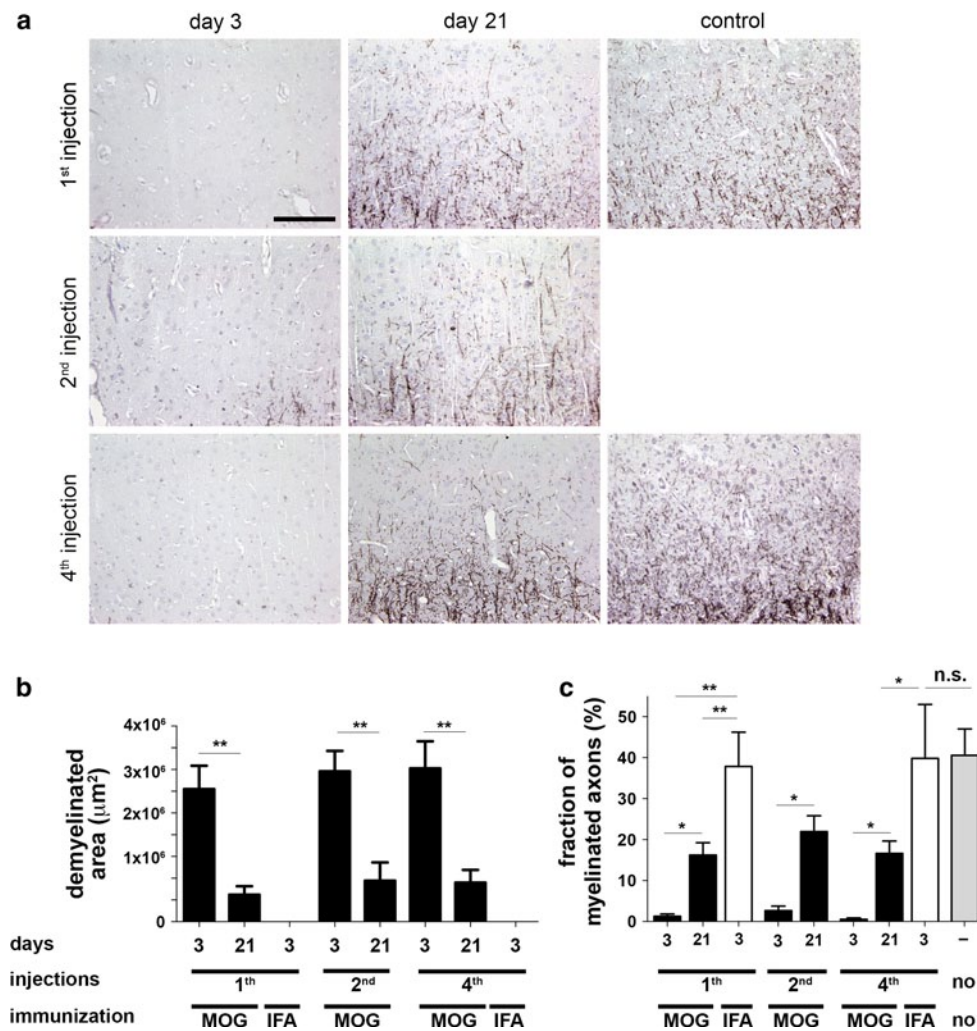 a
day 3
day 21
control
1st injection
2nd injection
4th injection
b
demyelinated
area (µm²)
4x10⁶
3x10⁶
2x10⁶
1x10⁶
0
**
**
**
days
3
21
3
3
21
3
21
3
injections
1th
2nd
4th
immunization
MOG
IFA
MOG
MOG
IFA
c
fraction of
myelinated axons (%)
50
40
30
20
10
0
**
**
*
*
*
*
n.s.
3
21
3
3
21
3
21
3
–
1th
2nd
4th
no
MOG
IFA
MOG
MOG
IFA
no